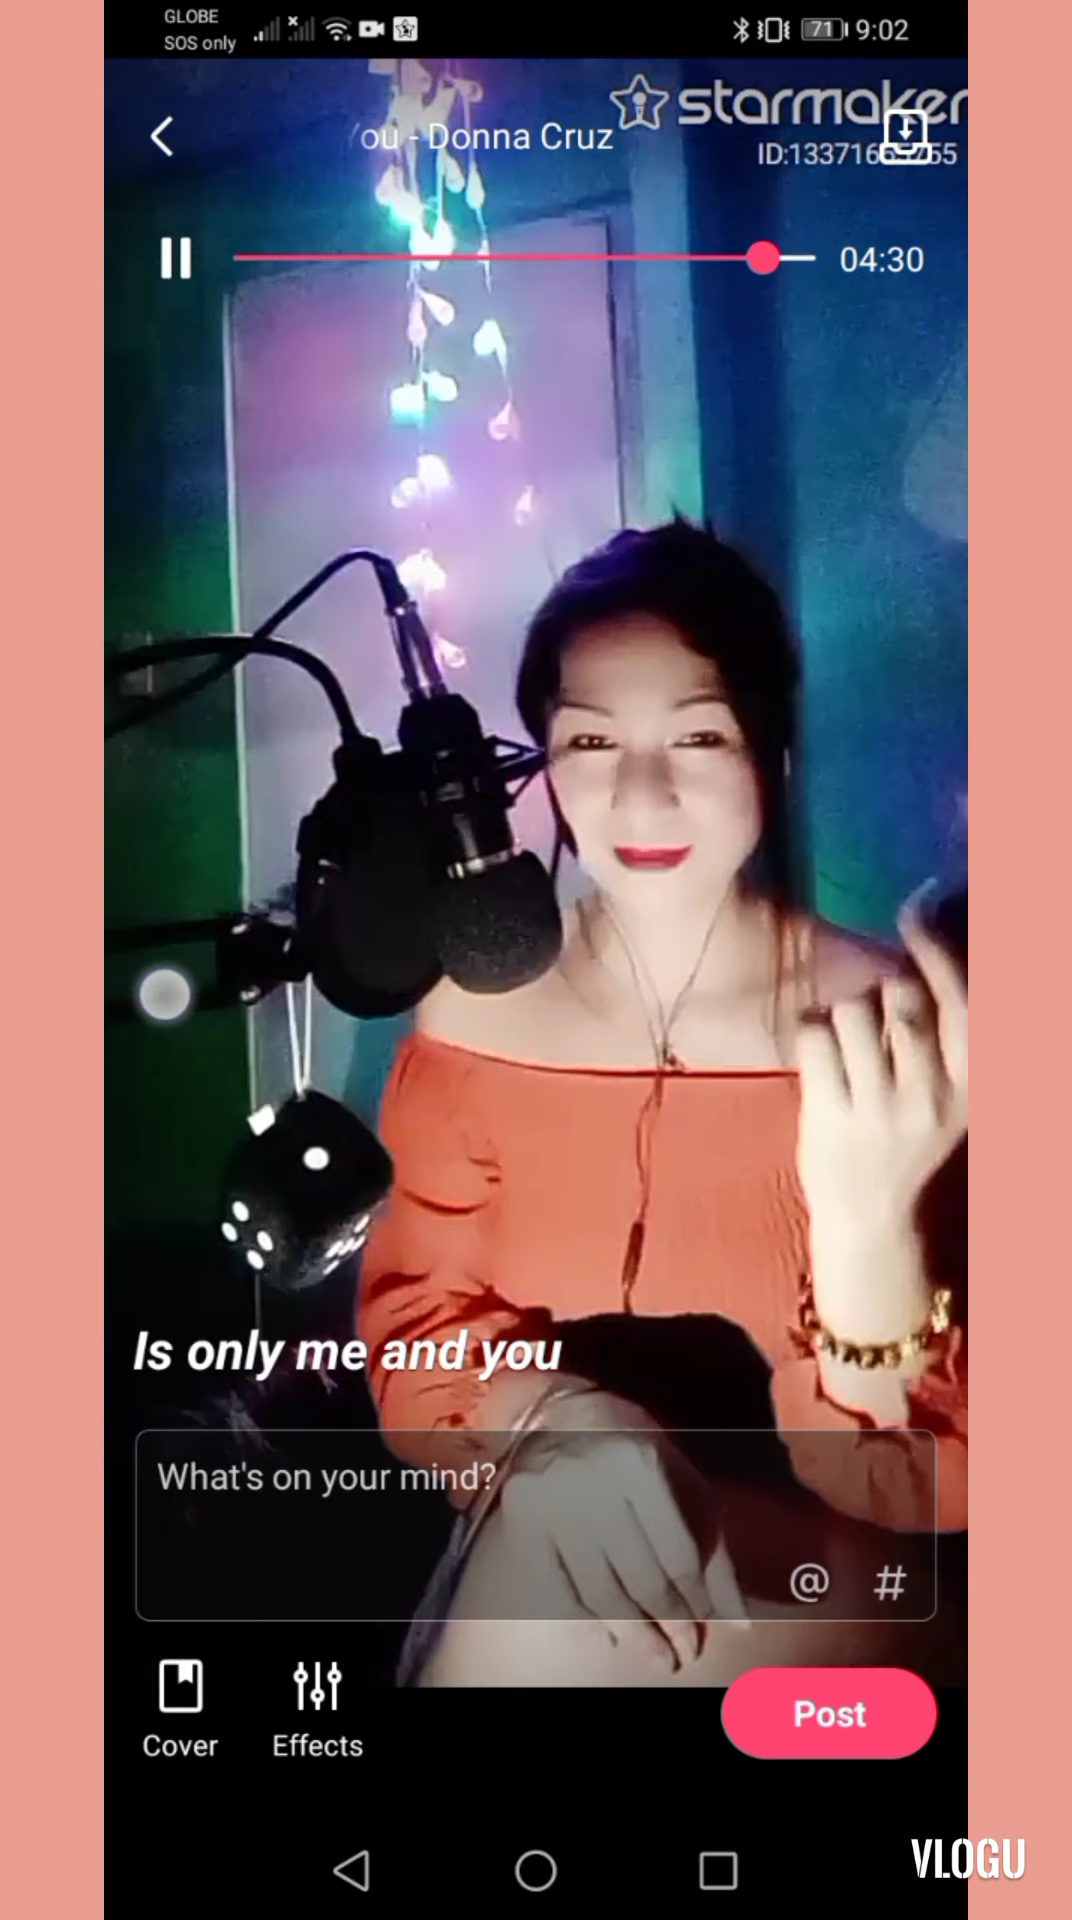 GLOBE
SOS only
71 9:02
starmaker
ou - Donna Cruz
04:30
Is only me and you
What's on your mind?
@ #
Cover
Effects
Post
VLOGU